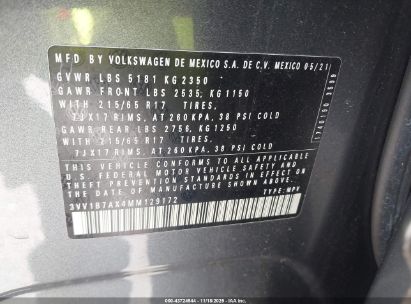 MFD BY VOLKSWAGEN DE MEXICO S.A. DE C.V. MEXICO 05/21
GVWR LBS 5181 KG 2350
GAWR FRONT LBS 2535; KG 1150
WITH 215/65 R17 TIRES,
7JX17 RIMS, AT 260KPA, 38 PSI COLD
GAWR REAR LBS 2756, KG 1250
WITH 215/65 R17 TIRES,
7JX17 RIMS, AT 260KPA, 38 PSI COLD
THIS VEHICLE CONFORMS TO ALL APPLICABLE
U.S. FEDERAL MOTOR VEHICLE SAFETY
STANDARDS IN EFFECT ON THE DATE OF
MANUFACTURE SHOWN ABOVE.
3VV1B7AX4MM129172 TYPE: MPV